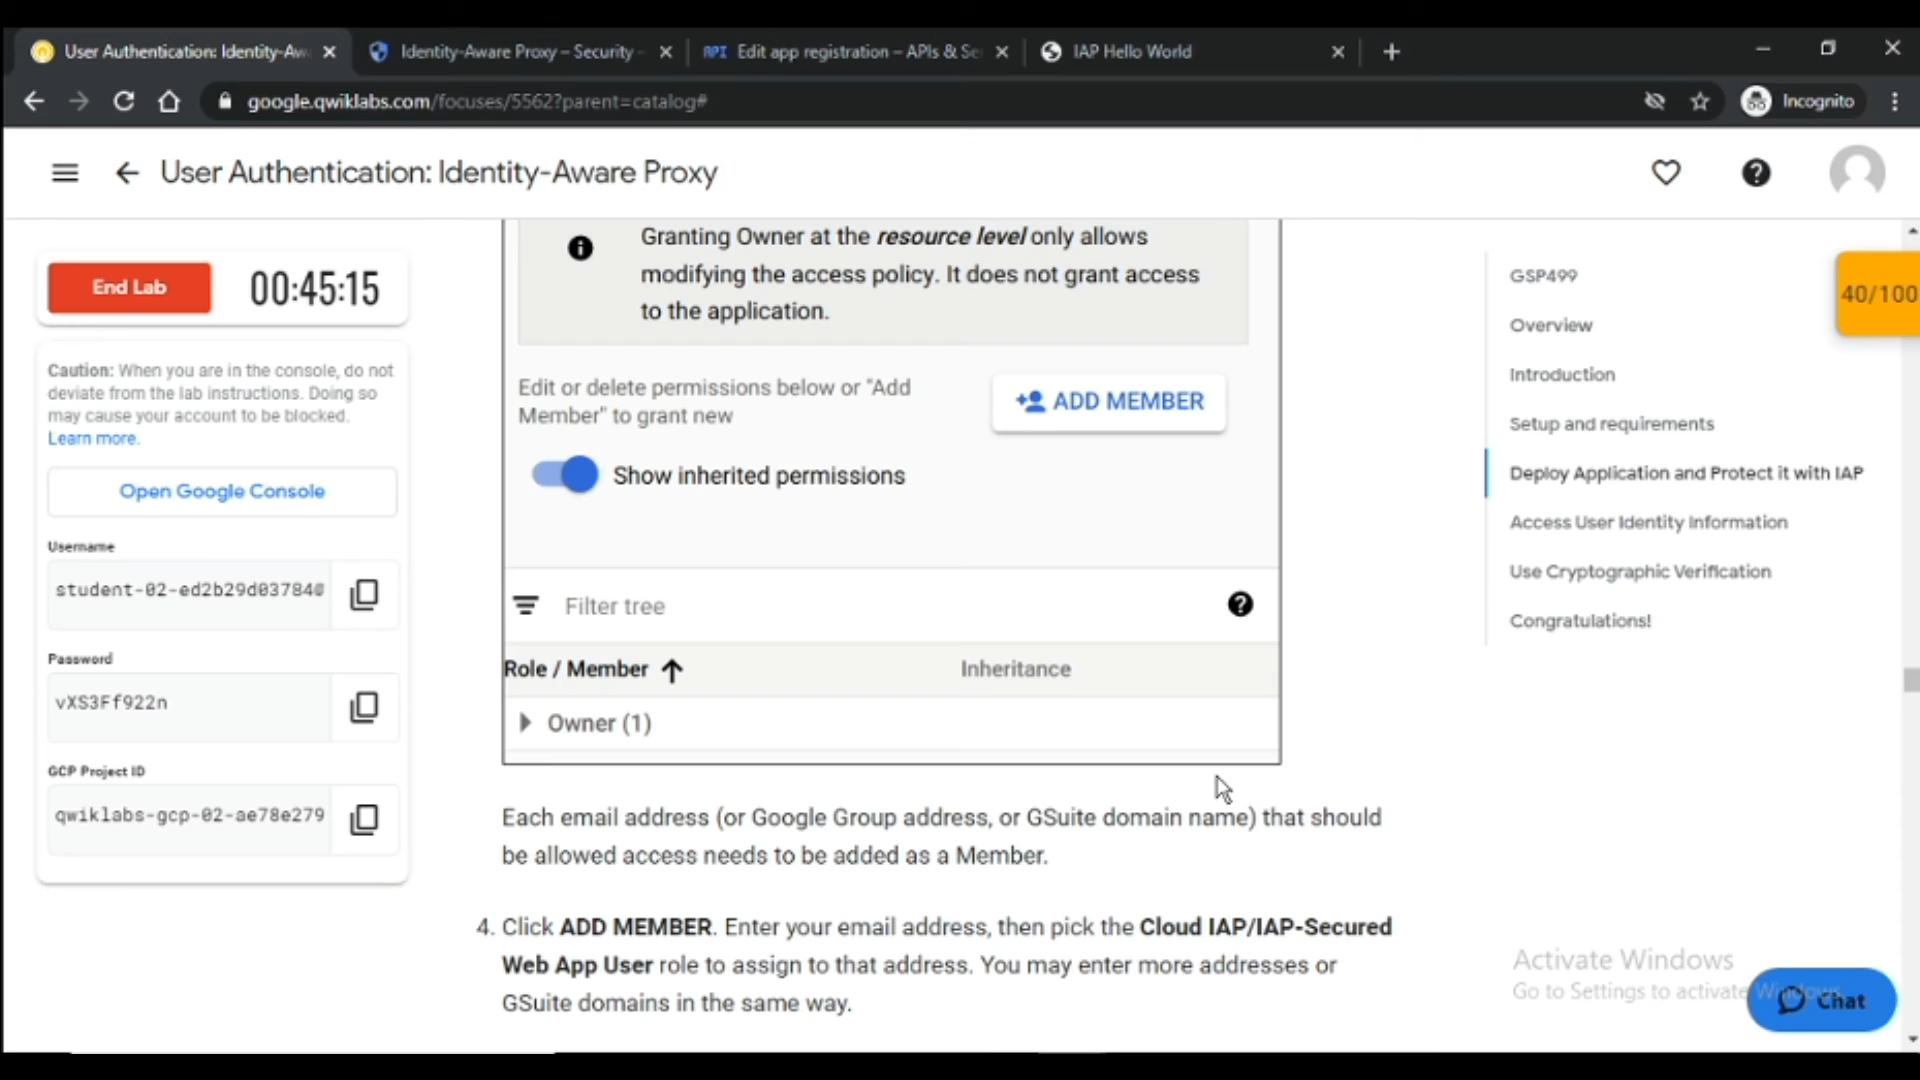 User Authentication: Identity-Aw
Identity-Aware Proxy – Security -
API Edit app registration – APIs & Se
IAP Hello World
google.qwiklabs.com/focuses/5562?parent=catalog#
Incognito
User Authentication: Identity-Aware Proxy
End Lab
00:45:15
Caution: When you are in the console, do not
deviate from the lab instructions. Doing so
may cause your account to be blocked.
Learn more.
Open Google Console
Username
student-02-ed2b29d03784@
Password
vXS3Ff922n
GCP Project ID
qwiklabs-gcp-02-ae78e279
Granting Owner at the resource level only allows
modifying the access policy. It does not grant access
to the application.
Edit or delete permissions below or "Add
Member" to grant new
ADD MEMBER
Show inherited permissions
Filter tree
Role / Member
Inheritance
Owner (1)
Each email address (or Google Group address, or GSuite domain name) that should
be allowed access needs to be added as a Member.
4. Click ADD MEMBER. Enter your email address, then pick the Cloud IAP/IAP-Secured
Web App User role to assign to that address. You may enter more addresses or
GSuite domains in the same way.
GSP499
Overview
Introduction
Setup and requirements
Deploy Application and Protect it with IAP
Access User Identity Information
Use Cryptographic Verification
Congratulations!
40/100
Activate Windows
Go to Settings to activate Windows.
Chat